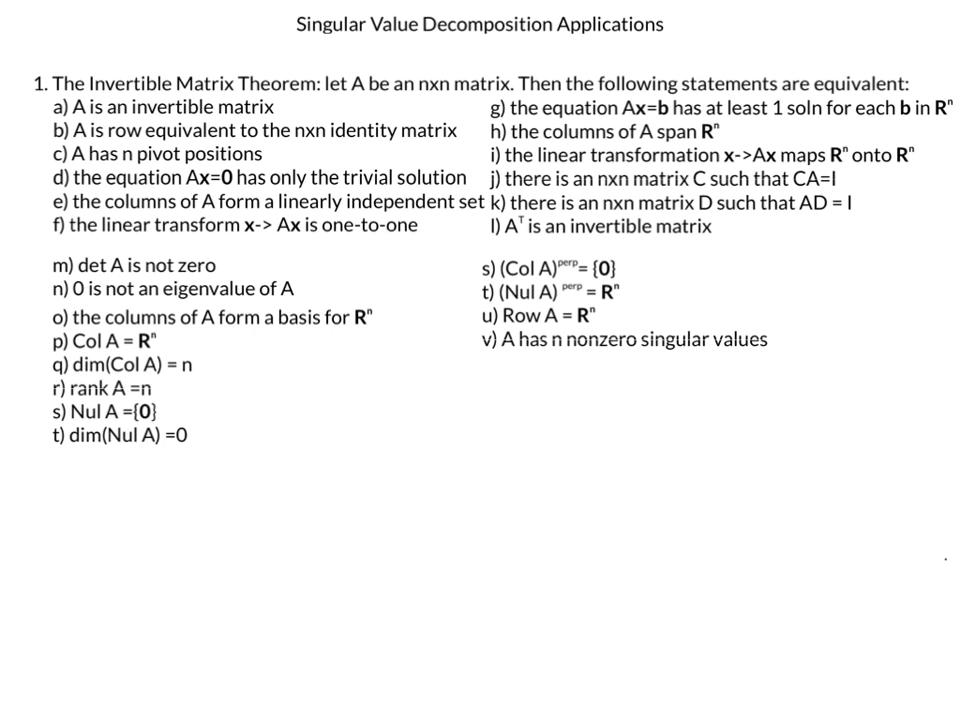 Singular Value Decomposition Applications
1. The Invertible Matrix Theorem: let A be an nxn matrix. Then the following statements are equivalent:
a) A is an invertible matrix
b) A is row equivalent to the nxn identity matrix
c) A has n pivot positions
d) the equation Ax=0 has only the trivial solution
e) the columns of A form a linearly independent set
f) the linear transform x-> Ax is one-to-one
g) the equation Ax=b has at least 1 soln for each b in Rⁿ
h) the columns of A span Rⁿ
i) the linear transformation x->Ax maps Rⁿ onto Rⁿ
j) there is an nxn matrix C such that CA=I
k) there is an nxn matrix D such that AD = I
l) Aᵀ is an invertible matrix
m) det A is not zero
n) 0 is not an eigenvalue of A
o) the columns of A form a basis for Rⁿ
p) Col A = Rⁿ
q) dim(Col A) = n
r) rank A =n
s) Nul A ={0}
t) dim(Nul A) =0
s) (Col A)ᵖᵉʳᵖ= {0}
t) (Nul A) ᵖᵉʳᵖ = Rⁿ
u) Row A = Rⁿ
v) A has n nonzero singular values